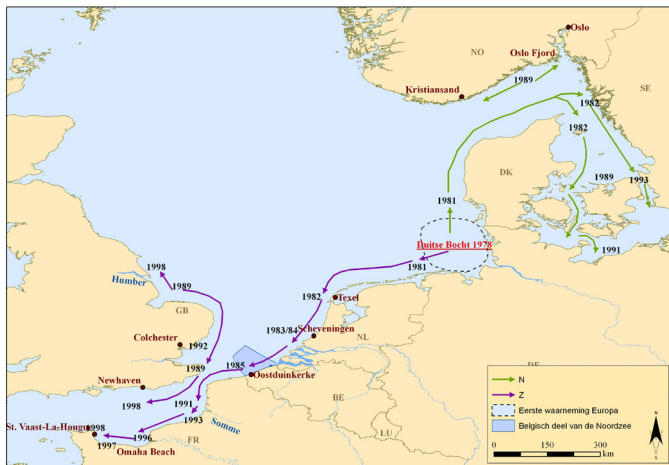 Oslo
NO
Oslo Fjord
SE
1989
Kristiansand
1982
1982
DK
1989
1993
1981
Duitse Bocht 1978
1991
1981
1998
1989
Humber
1982
Texel
GB
1983/84
Scheveningen
Colchester
1992
NL
1989
1985
Oostduinkerke
DE
Newhaven
1998
1991
BE
1993
Somme
St. Vaast-La-Hougue
1998
1996
1997
Omaha Beach
FR
LU
N
Z
Eerste waarneming Europa
Belgisch deel van de Noordzee
0 75 150 300
KM
N